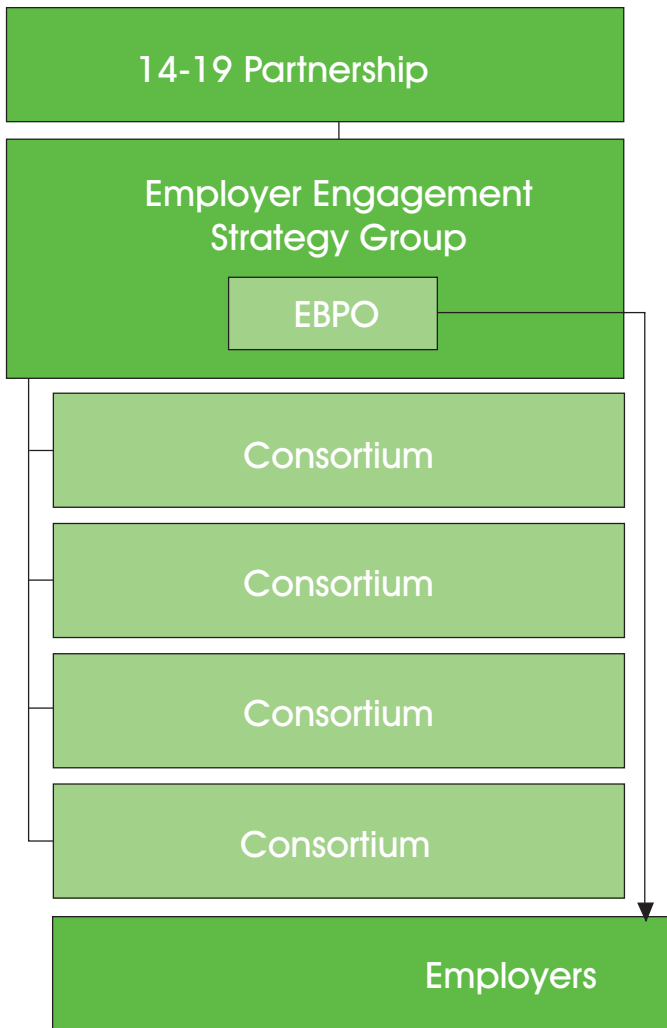 14-19 Partnership
Employer Engagement
Strategy Group
EBPO
Consortium
Consortium
Consortium
Consortium
Employers